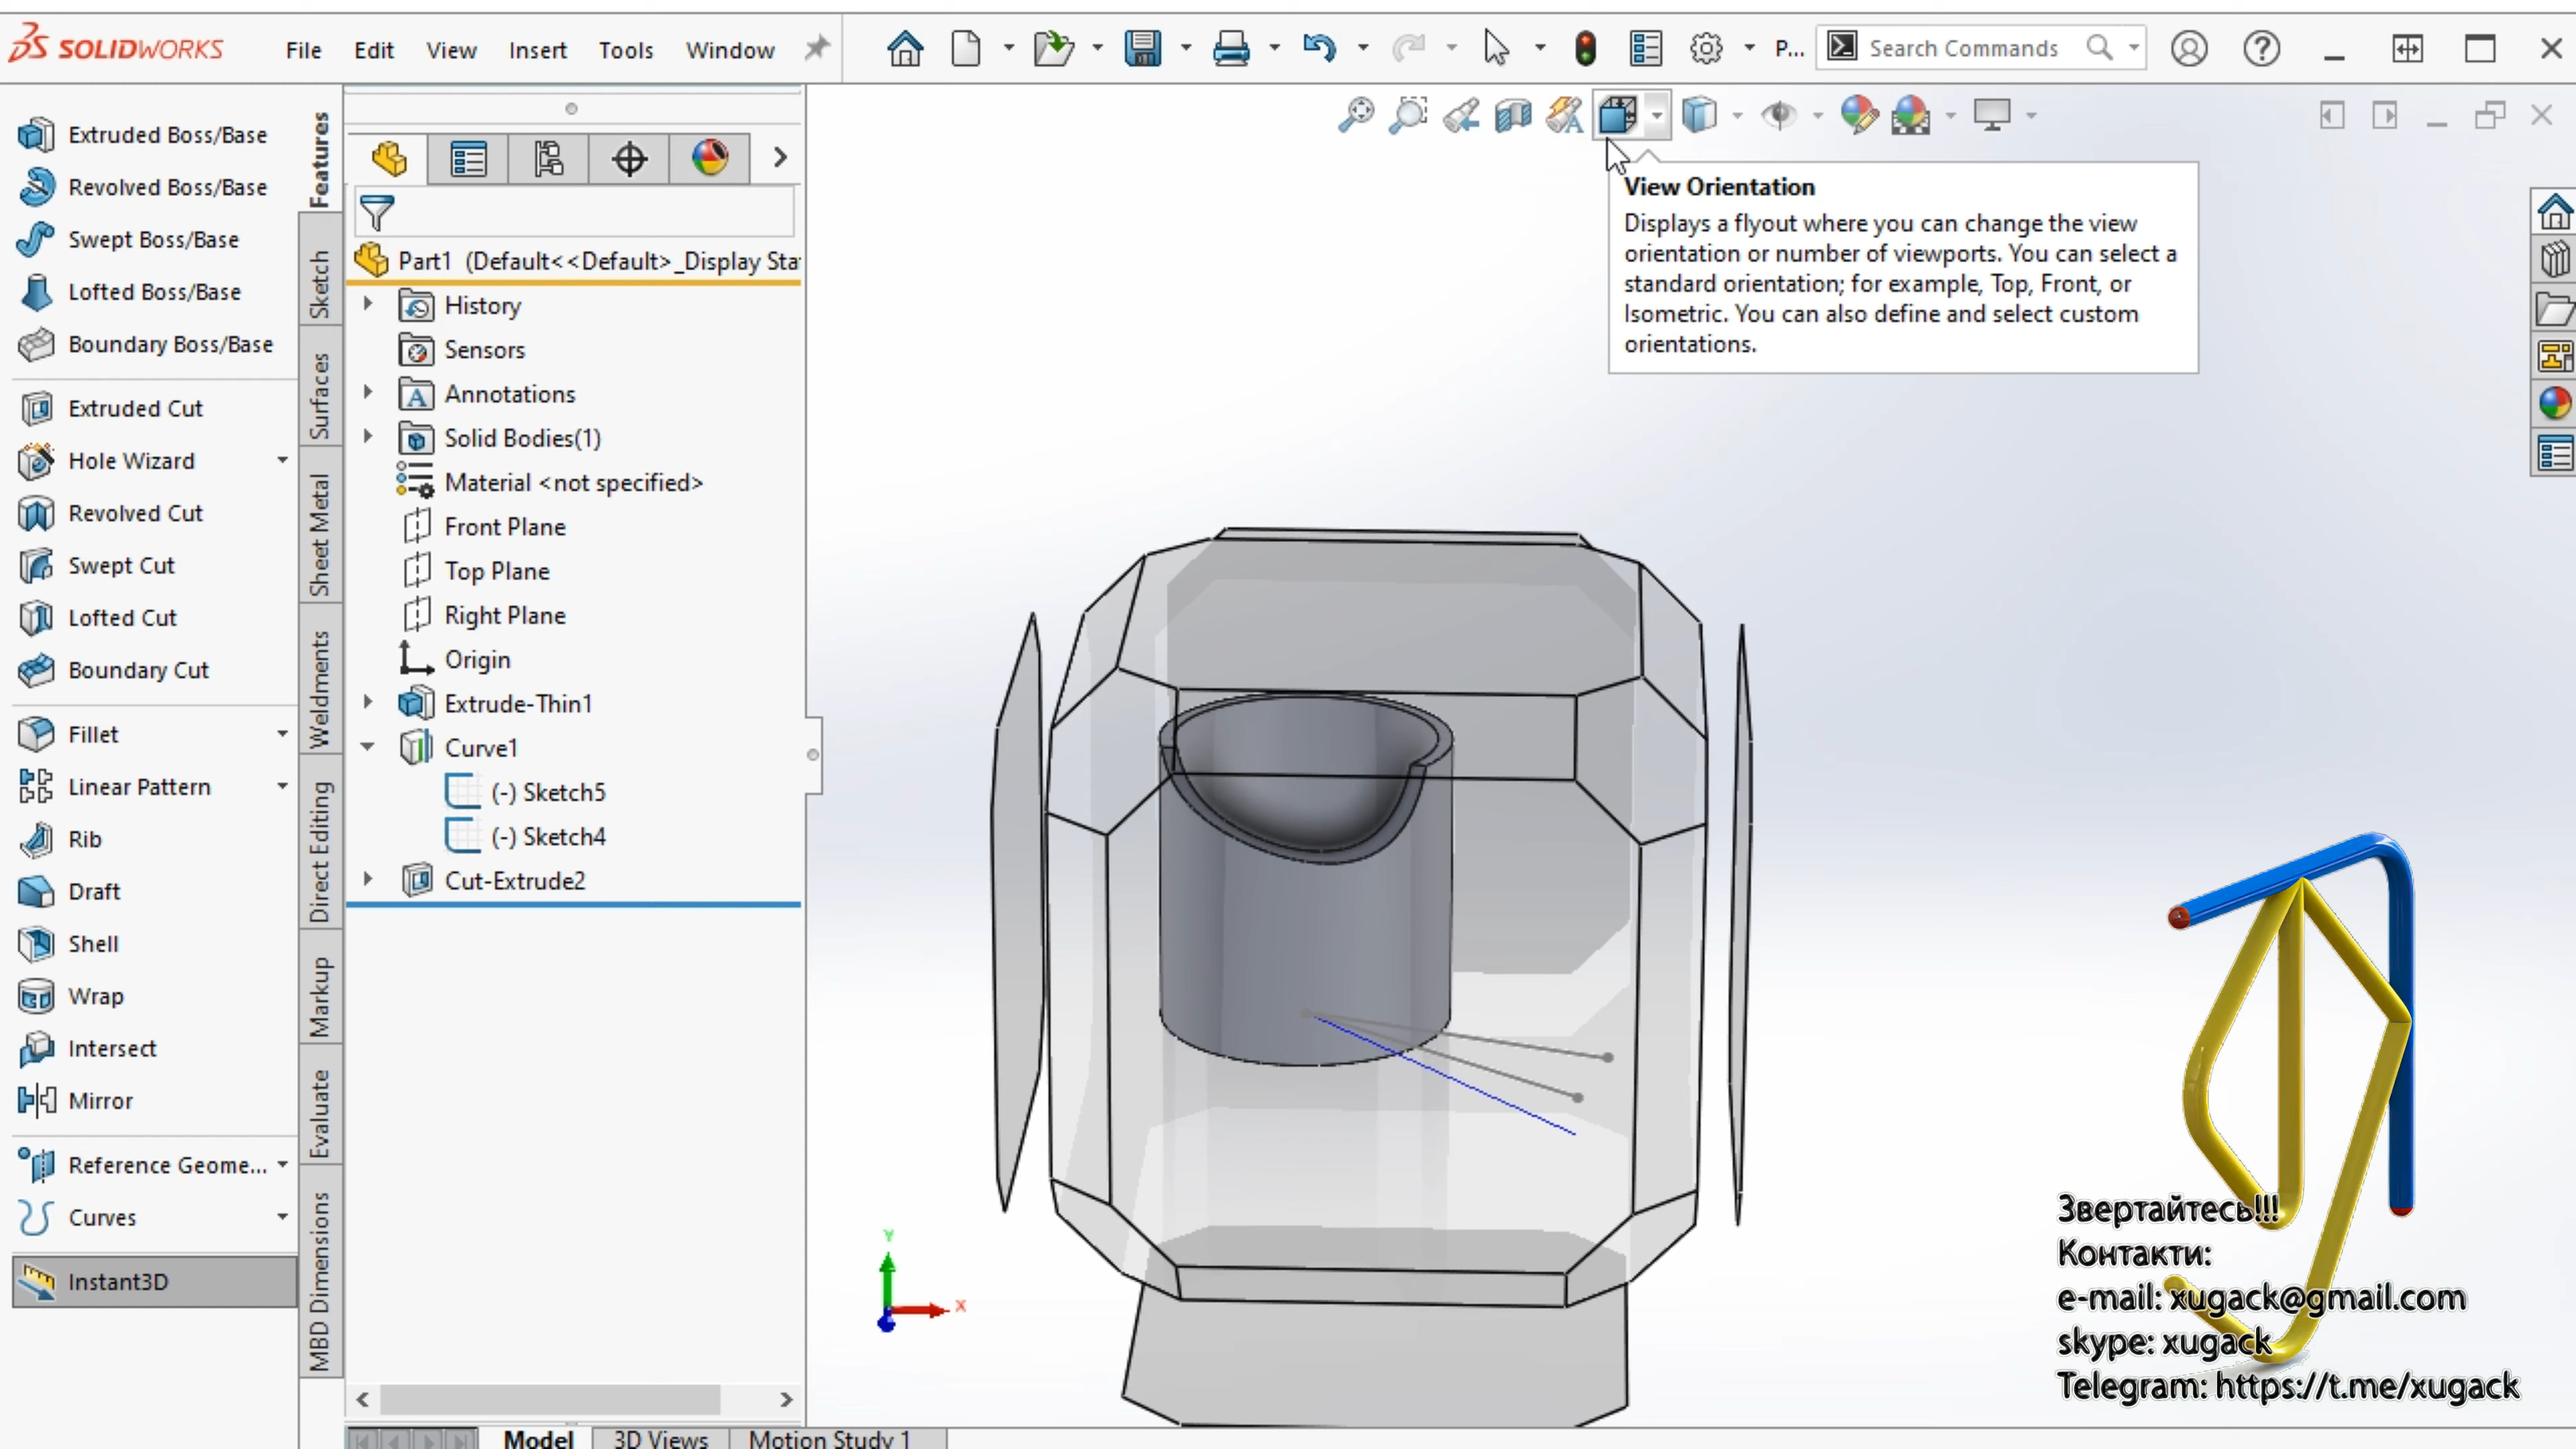 SOLIDWORKS
File Edit View Insert Tools Window
P...
Search Commands
Extruded Boss/Base
Revolved Boss/Base
Swept Boss/Base
Lofted Boss/Base
Boundary Boss/Base
Extruded Cut
Hole Wizard
Revolved Cut
Swept Cut
Lofted Cut
Boundary Cut
Fillet
Linear Pattern
Rib
Draft
Shell
Wrap
Intersect
Mirror
Reference Geome...
Curves
Instant3D
Features
Sketch
Surfaces
Sheet Metal
Weldments
Direct Editing
Markup
Evaluate
MBD Dimensions
Part1 (Default<<Default>_Display Sta
History
Sensors
Annotations
Solid Bodies(1)
Material <not specified>
Front Plane
Top Plane
Right Plane
Origin
Extrude-Thin1
Curve1
(-) Sketch5
(-) Sketch4
Cut-Extrude2
View Orientation
Displays a flyout where you can change the view
orientation or number of viewports. You can select a
standard orientation; for example, Top, Front, or
Isometric. You can also define and select custom
orientations.
Y
X
Звертайтесь!!!
Контакти:
e-mail: xugack@gmail.com
skype: xugack
Telegram: https://t.me/xugack
Model 3D Views Motion Study 1